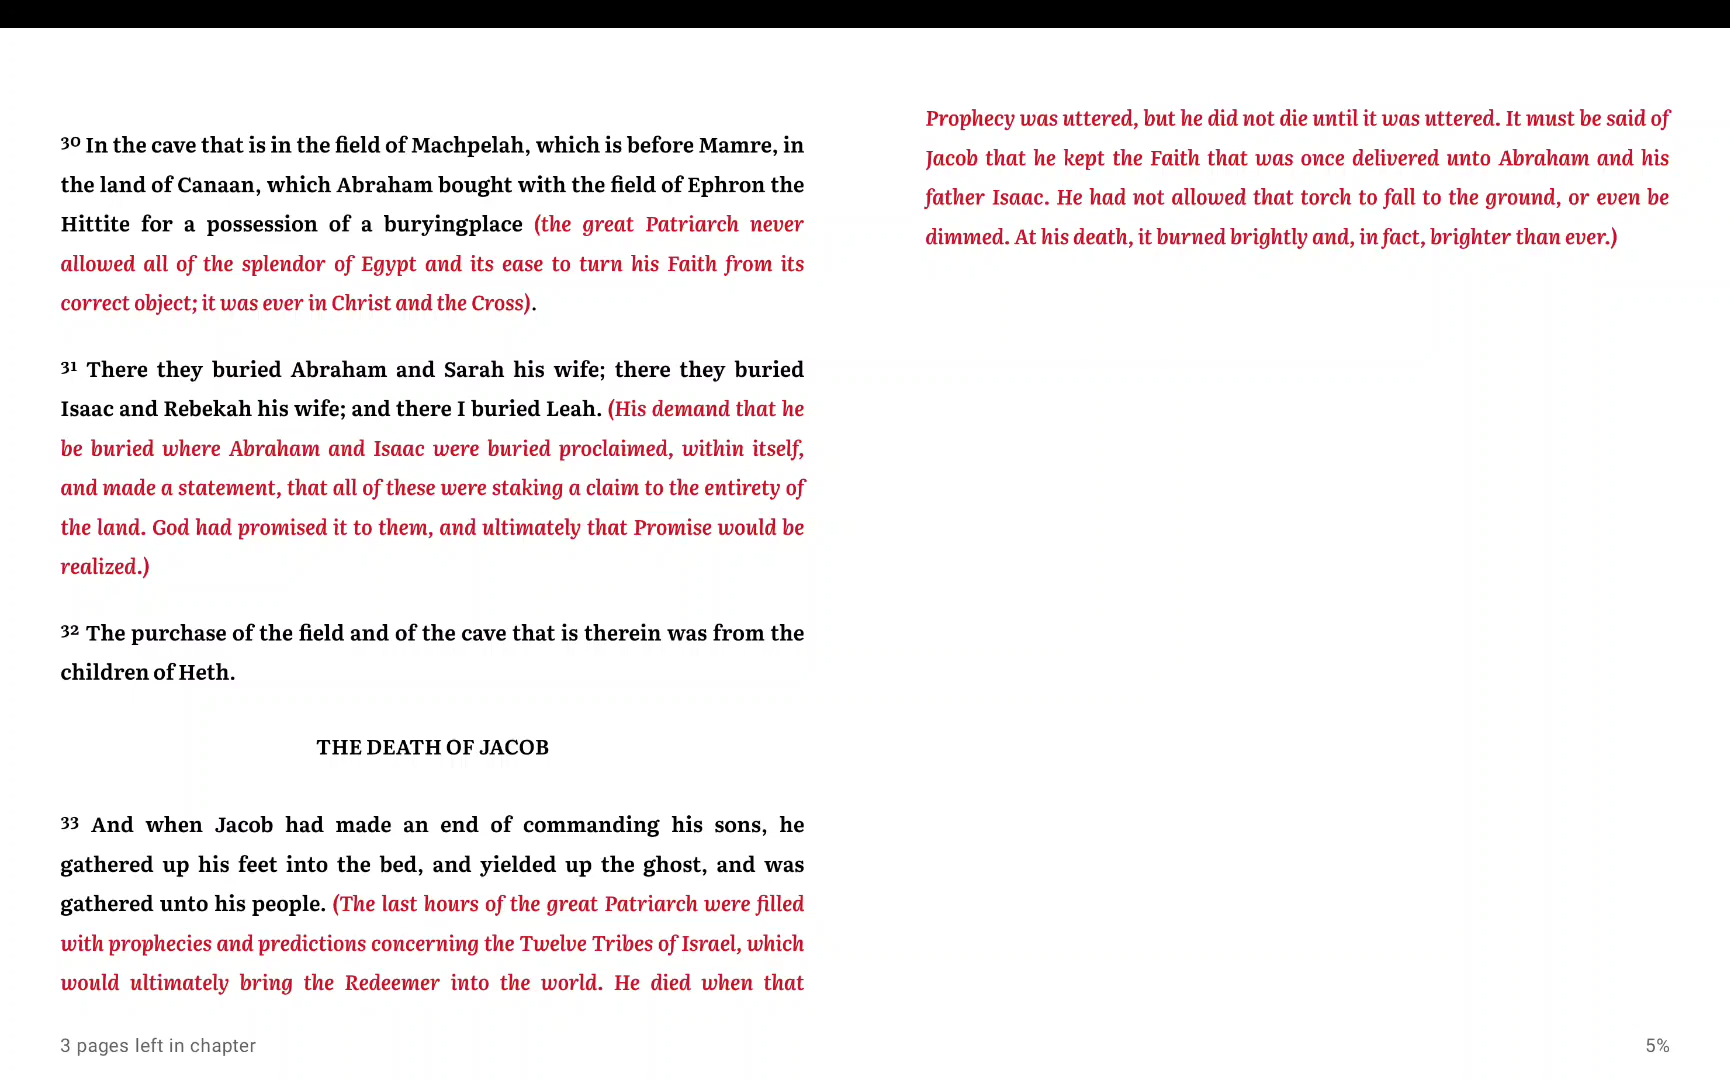 30 In the cave that is in the field of Machpelah, which is before Mamre, in
the land of Canaan, which Abraham bought with the field of Ephron the
Hittite for a possession of a buryingplace (the great Patriarch never
allowed all of the splendor of Egypt and its ease to turn his Faith from its
correct object; it was ever in Christ and the Cross).
31 There they buried Abraham and Sarah his wife; there they buried
Isaac and Rebekah his wife; and there I buried Leah. (His demand that he
be buried where Abraham and Isaac were buried proclaimed, within itself,
and made a statement, that all of these were staking a claim to the entirety of
the land. God had promised it to them, and ultimately that Promise would be
realized.)
32 The purchase of the field and of the cave that is therein was from the
children of Heth.
THE DEATH OF JACOB
33 And when Jacob had made an end of commanding his sons, he
gathered up his feet into the bed, and yielded up the ghost, and was
gathered unto his people. (The last hours of the great Patriarch were filled
with prophecies and predictions concerning the Twelve Tribes of Israel, which
would ultimately bring the Redeemer into the world. He died when that
Prophecy was uttered, but he did not die until it was uttered. It must be said of
Jacob that he kept the Faith that was once delivered unto Abraham and his
father Isaac. He had not allowed that torch to fall to the ground, or even be
dimmed. At his death, it burned brightly and, in fact, brighter than ever.)
3 pages left in chapter
5%